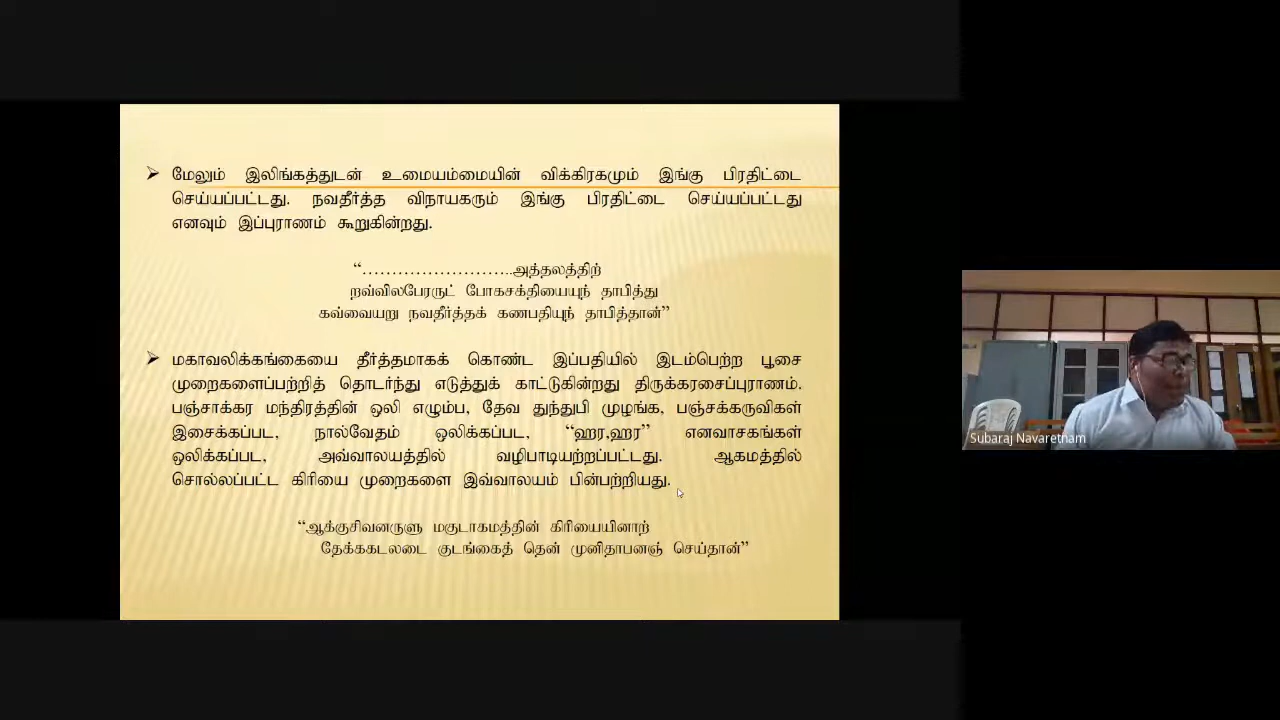 ➢ மேலும் இலிங்கத்துடன் உமையம்மையின் விக்கிரகமும் இங்கு பிரதிட்டை
செய்யப்பட்டது. நவதீர்த்த விநாயகரும் இங்கு பிரதிட்டை செய்யப்பட்டது
எனவும் இப்புராணம் கூறுகின்றது.
“……………………..அத்தலத்திற்
றவ்விலபேரருட் போகசக்தியையுந் தாபித்து
கவ்வையறு நவதீர்த்தக் கணபதியுந் தாபித்தான்”
➢ மகாவலிக்கங்கையை தீர்த்தமாகக் கொண்ட இப்பதியில் இடம்பெற்ற பூசை
முறைகளைப்பற்றித் தொடர்ந்து எடுத்துக் காட்டுகின்றது திருக்கரசைப்புராணம்.
பஞ்சாக்கர மந்திரத்தின் ஒலி எழும்ப, தேவ துந்துபி முழங்க, பஞ்சக்கருவிகள்
இசைக்கப்பட, நால்வேதம் ஒலிக்கப்பட, “ஹர,ஹர” எனவாசகங்கள்
ஒலிக்கப்பட, அவ்வாலயத்தில் வழிபாடியற்றப்பட்டது. ஆகமத்தில்
சொல்லப்பட்ட கிரியை முறைகளை இவ்வாலயம் பின்பற்றியது.
“ஆக்குசிவனருளு மகுடாகமத்தின் கிரியையினாற்
தேக்ககடலடை குடங்கைத் தென் முனிதாபனஞ் செய்தான்”
Subaraj Navaretnam